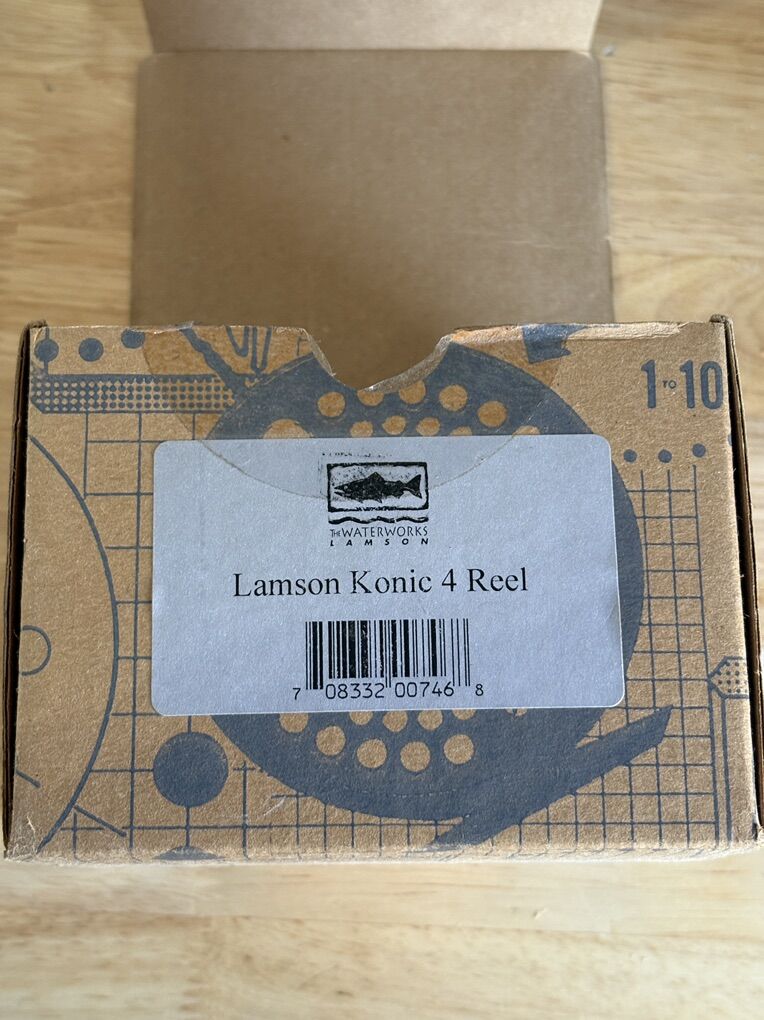 1 TO 10
THE WATERWORKS
LAMSON
Lamson Konic 4 Reel
7 08332 00746 8